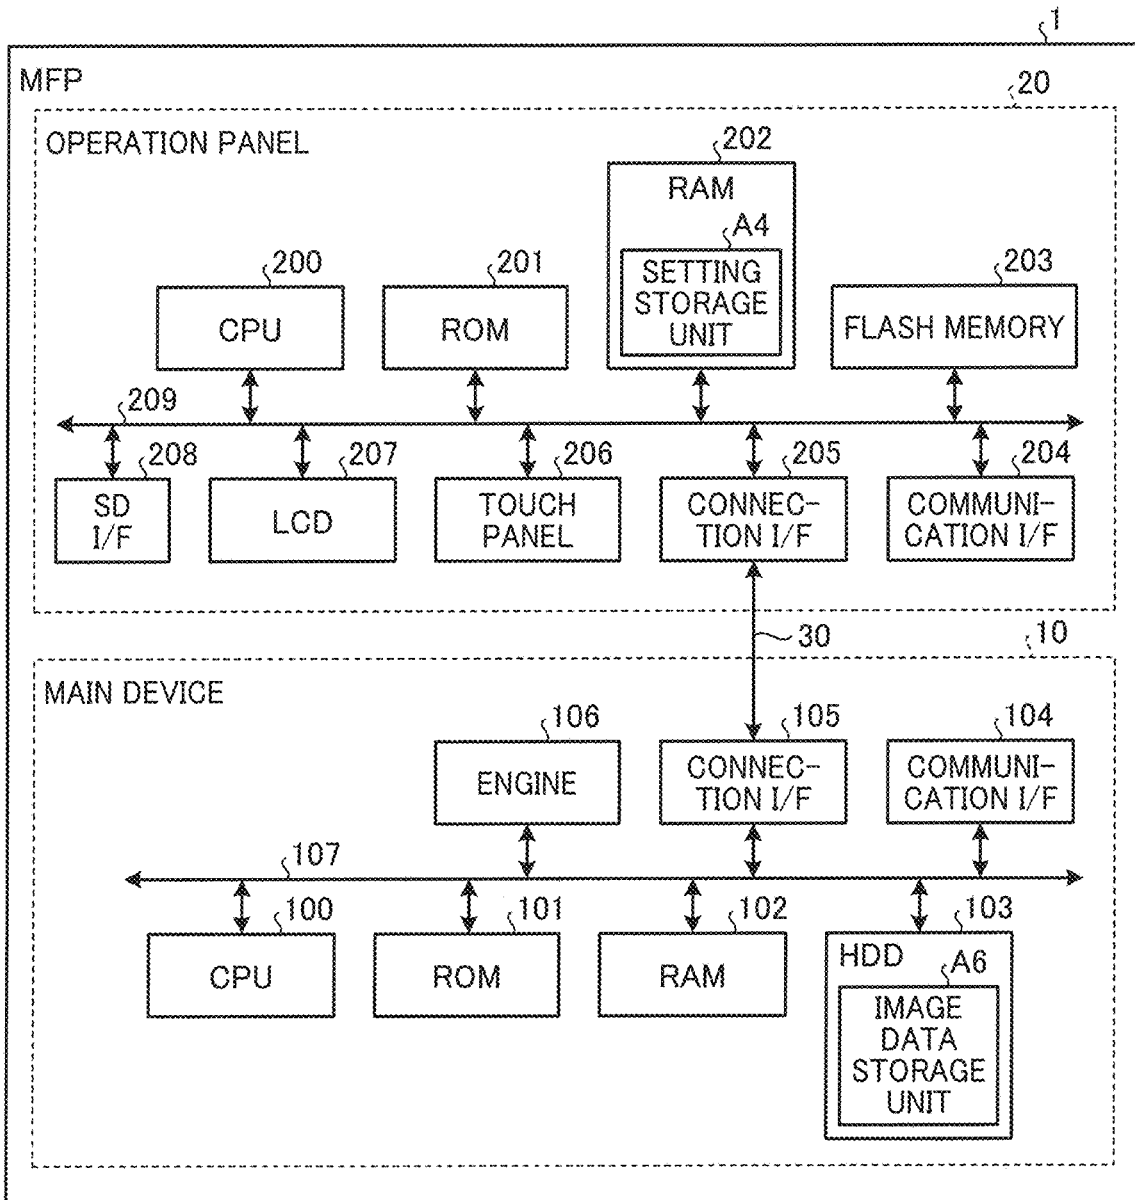 1
MFP
20
OPERATION PANEL
202
RAM
A4
SETTING
STORAGE
UNIT
200
CPU
201
ROM
203
FLASH MEMORY
209
208
SD
I/F
207
LCD
206
TOUCH
PANEL
205
CONNEC-
TION I/F
204
COMMUNI-
CATION I/F
30
10
MAIN DEVICE
106
ENGINE
105
CONNEC-
TION I/F
104
COMMUNI-
CATION I/F
107
100
CPU
101
ROM
102
RAM
103
HDD
A6
IMAGE
DATA
STORAGE
UNIT